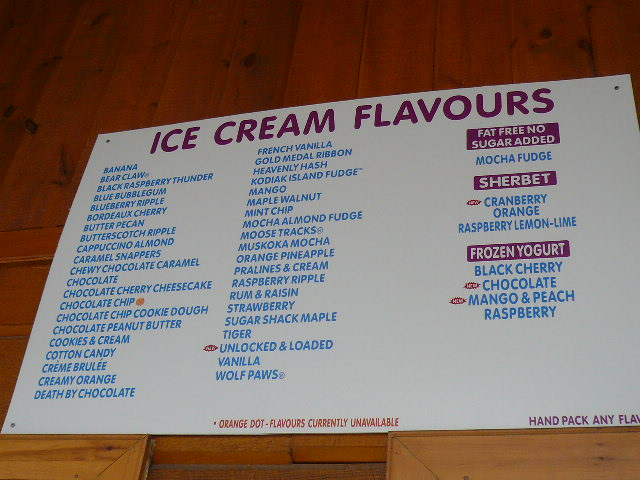 ICE CREAM FLAVOURS
BANANA
BEAR CLAW®
BLACK RASPBERRY THUNDER
BLUE BUBBLEGUM
BLUEBERRY RIPPLE
BORDEAUX CHERRY
BUTTER PECAN
BUTTERSCOTCH RIPPLE
CAPPUCCINO ALMOND
CARAMEL SNAPPERS
CHEWY CHOCOLATE CARAMEL
CHOCOLATE
CHOCOLATE CHERRY CHEESECAKE
CHOCOLATE CHIP
CHOCOLATE CHIP COOKIE DOUGH
CHOCOLATE PEANUT BUTTER
COOKIES & CREAM
COTTON CANDY
CRÈME BRULÉE
CREAMY ORANGE
DEATH BY CHOCOLATE
FRENCH VANILLA
GOLD MEDAL RIBBON
HEAVENLY HASH
KODIAK ISLAND FUDGE™
MANGO
MAPLE WALNUT
MINT CHIP
MOCHA ALMOND FUDGE
MOOSE TRACKS®
MUSKOKA MOCHA
ORANGE PINEAPPLE
PRALINES & CREAM
RASPBERRY RIPPLE
RUM & RAISIN
STRAWBERRY
SUGAR SHACK MAPLE
TIGER
NEW UNLOCKED & LOADED
VANILLA
WOLF PAWS®
FAT FREE NO
SUGAR ADDED
MOCHA FUDGE
SHERBET
NEW CRANBERRY
ORANGE
RASPBERRY LEMON-LIME
FROZEN YOGURT
BLACK CHERRY
NEW CHOCOLATE
NEW MANGO & PEACH
RASPBERRY
• ORANGE DOT - FLAVOURS CURRENTLY UNAVAILABLE
HAND PACK ANY FLAV